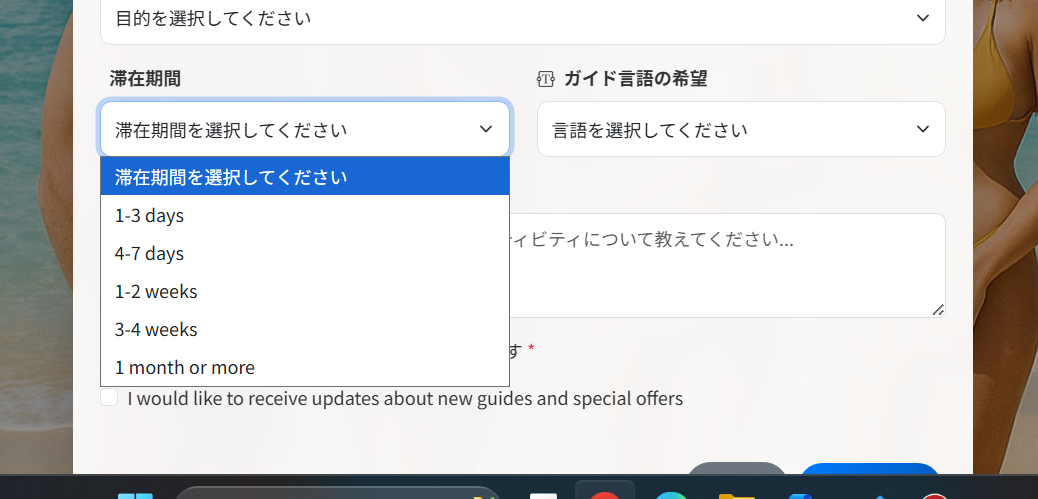 目的を選択してください
滞在期間
ガイド言語の希望
滞在期間を選択してください
言語を選択してください
滞在期間を選択してください
1-3 days
4-7 days
1-2 weeks
3-4 weeks
1 month or more
ィビティについて教えてください...
す *
I would like to receive updates about new guides and special offers